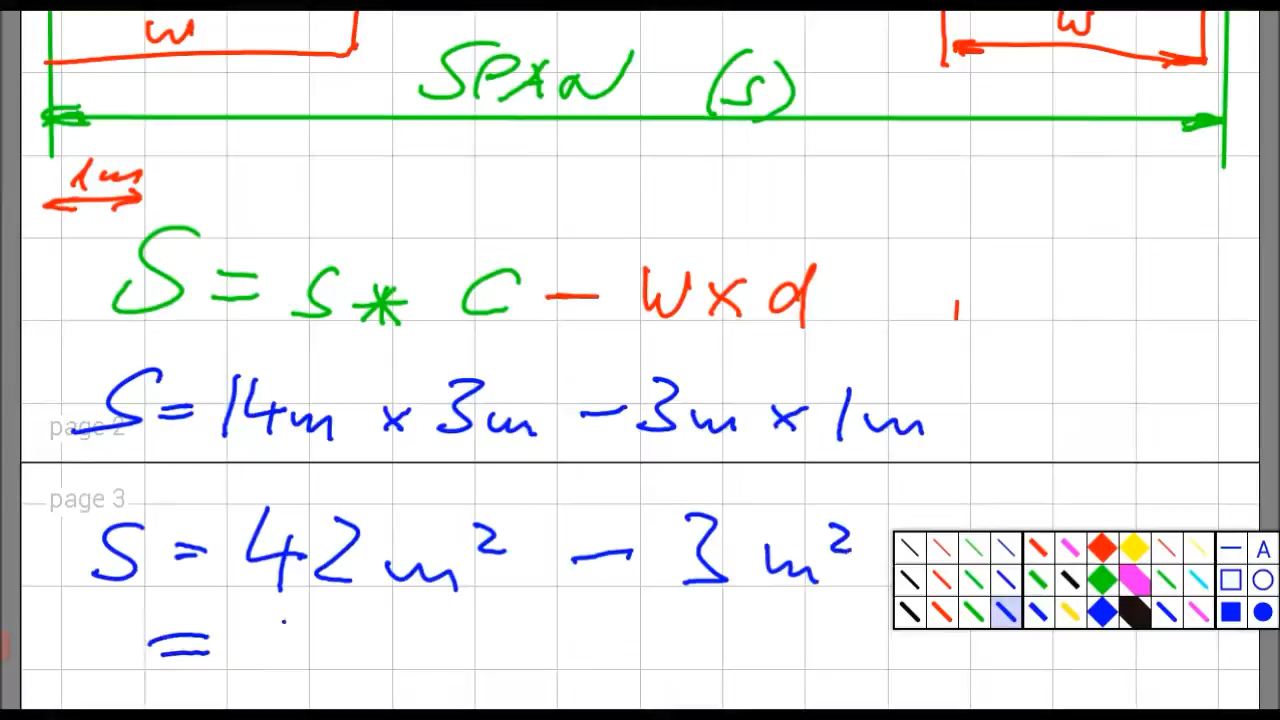 w w
SPAN (s)
1m
S = s * c - w x d
S = 14m x 3m - 3m x 1m
page 2
page 3
S = 42m² - 3m²
=
A